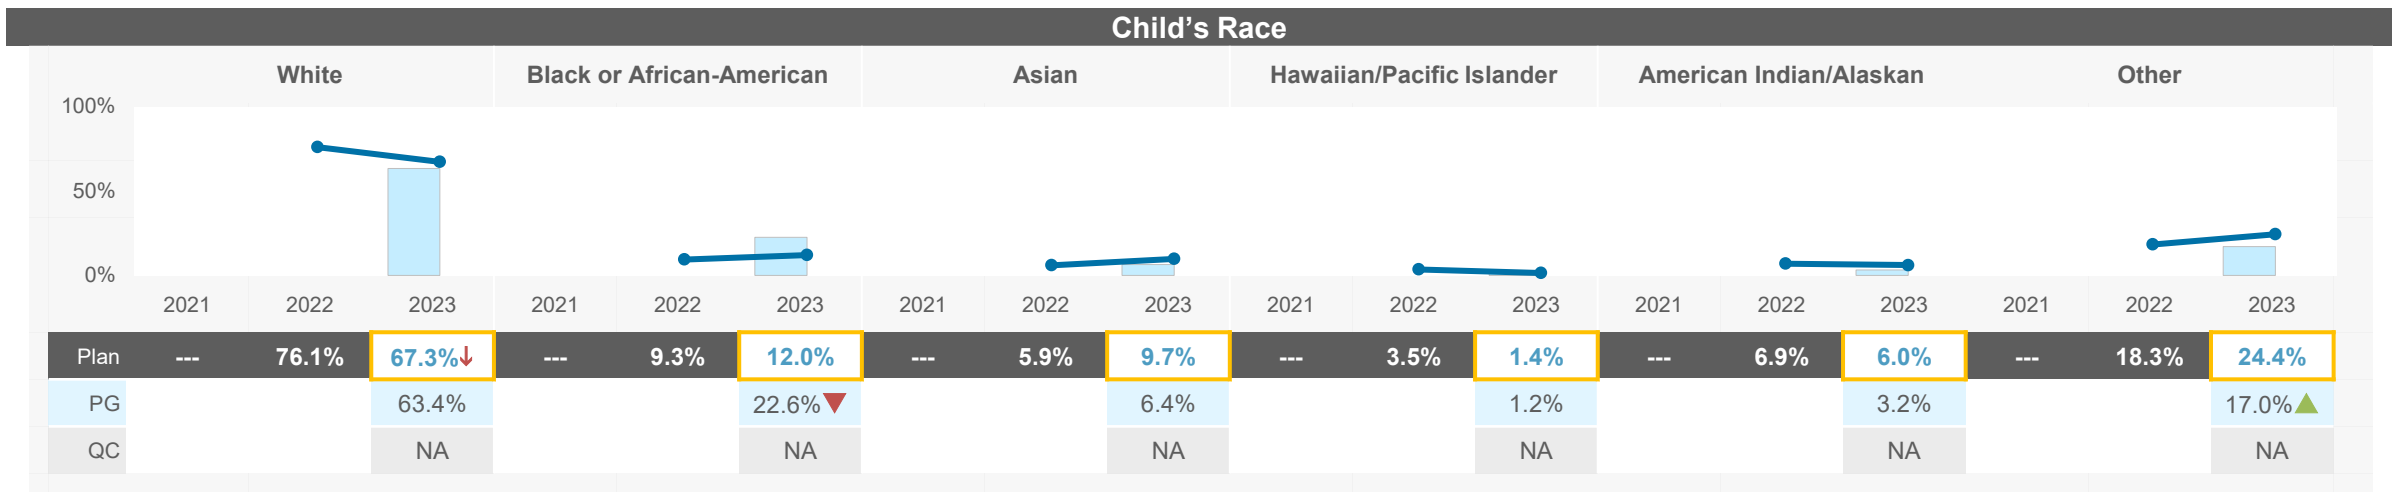 Child’s Race
White Black or African-American Asian Hawaiian/Pacific Islander American Indian/Alaskan Other
100%
50%
0%
2021 2022 2023 2021 2022 2023 2021 2022 2023 2021 2022 2023 2021 2022 2023 2021 2022 2023
Plan --- 76.1% 67.3%↓ --- 9.3% 12.0% --- 5.9% 9.7% --- 3.5% 1.4% --- 6.9% 6.0% --- 18.3% 24.4%
PG 63.4% 22.6%▼ 6.4% 1.2% 3.2% 17.0%▲
QC NA NA NA NA NA NA